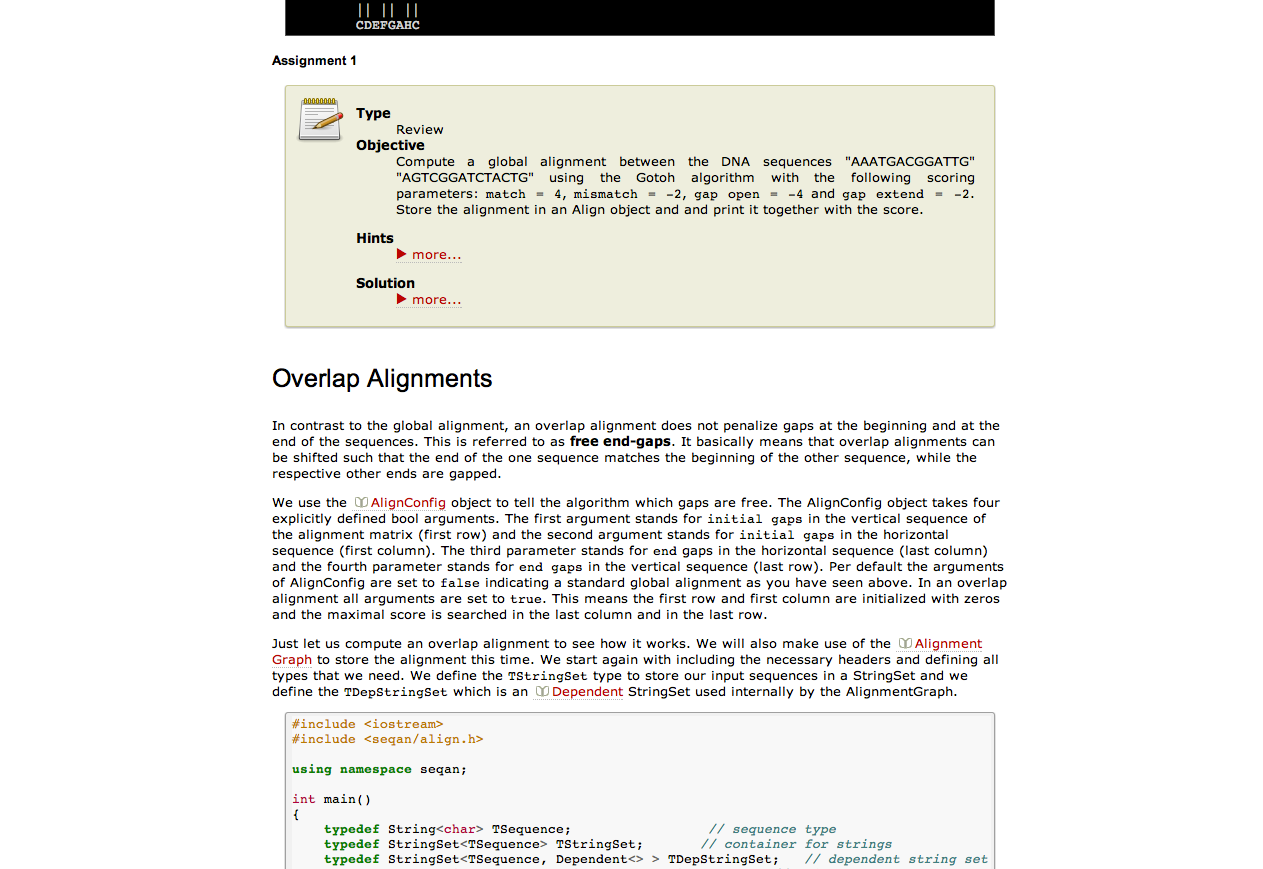 || || ||
CDEFGAHC
Assignment 1
Type
Review
Objective
Compute a global alignment between the DNA sequences "AAATGACGGATTG"
"AGTCGGATCTACTG" using the Gotoh algorithm with the following scoring
parameters: match = 4, mismatch = -2, gap open = -4 and gap extend = -2.
Store the alignment in an Align object and and print it together with the score.
Hints
more...
Solution
more...
Overlap Alignments
In contrast to the global alignment, an overlap alignment does not penalize gaps at the beginning and at the
end of the sequences. This is referred to as free end-gaps. It basically means that overlap alignments can
be shifted such that the end of the one sequence matches the beginning of the other sequence, while the
respective other ends are gapped.
We use the AlignConfig object to tell the algorithm which gaps are free. The AlignConfig object takes four
explicitly defined bool arguments. The first argument stands for initial gaps in the vertical sequence of
the alignment matrix (first row) and the second argument stands for initial gaps in the horizontal
sequence (first column). The third parameter stands for end gaps in the horizontal sequence (last column)
and the fourth parameter stands for end gaps in the vertical sequence (last row). Per default the arguments
of AlignConfig are set to false indicating a standard global alignment as you have seen above. In an overlap
alignment all arguments are set to true. This means the first row and first column are initialized with zeros
and the maximal score is searched in the last column and in the last row.
Just let us compute an overlap alignment to see how it works. We will also make use of the Alignment
Graph to store the alignment this time. We start again with including the necessary headers and defining all
types that we need. We define the TStringSet type to store our input sequences in a StringSet and we
define the TDepStringSet which is an Dependent StringSet used internally by the AlignmentGraph.
#include <iostream>
#include <seqan/align.h>
using namespace seqan;
int main()
{
typedef String<char> TSequence; // sequence type
typedef StringSet<TSequence> TStringSet; // container for strings
typedef StringSet<TSequence, Dependent<> > TDepStringSet; // dependent string set